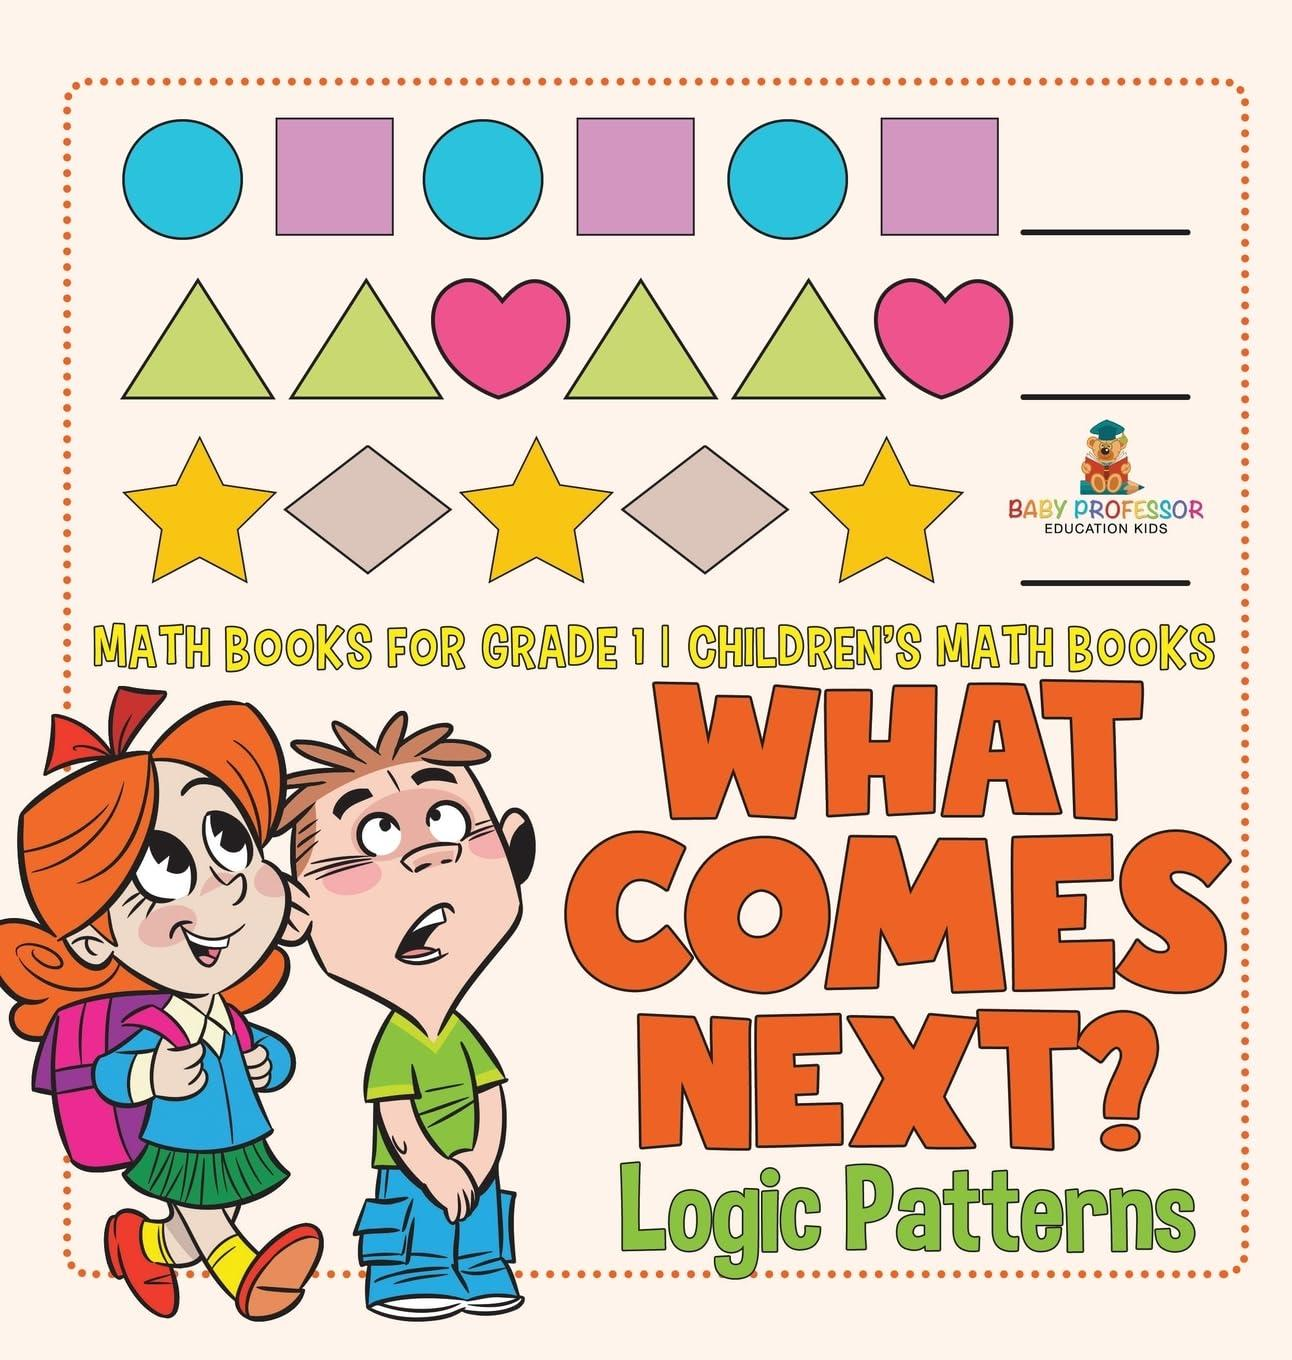 BABY PROFESSOR
EDUCATION KIDS
MATH BOOKS FOR GRADE 1 | CHILDREN'S MATH BOOKS
WHAT
COMES
NEXT?
Logic Patterns